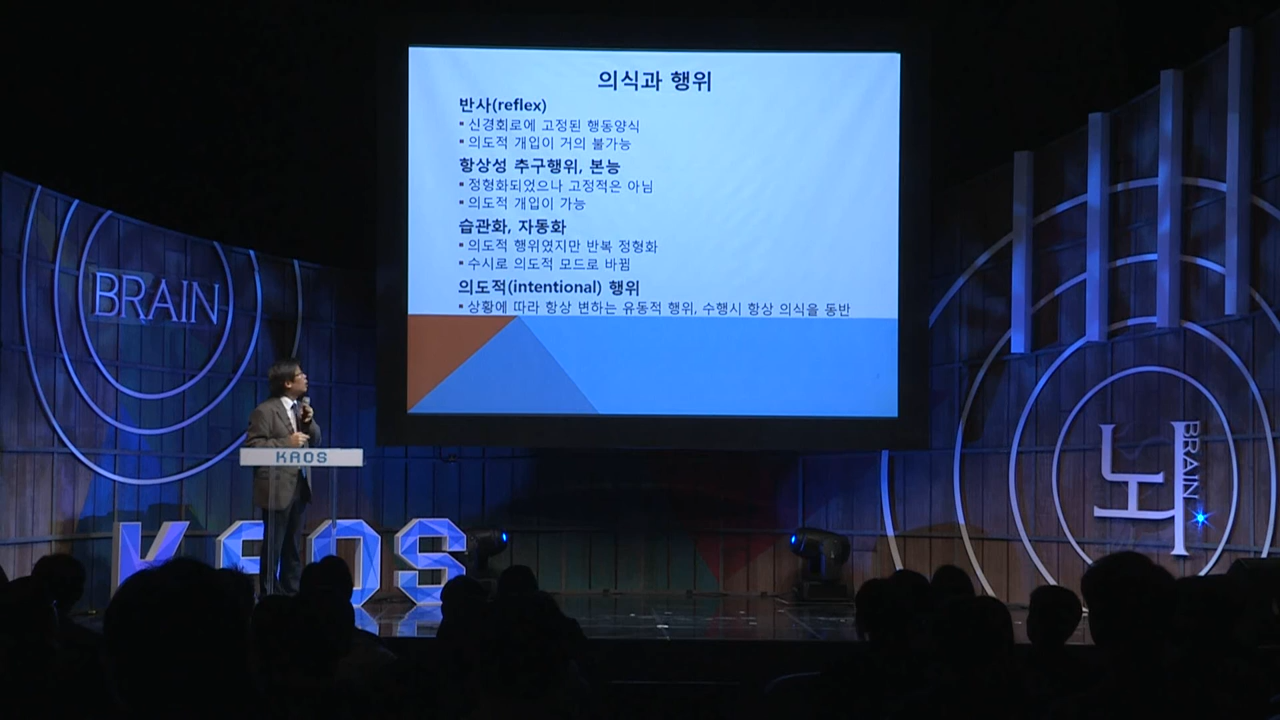 의식과 행위
반사(reflex)
▪ 신경회로에 고정된 행동양식
▪ 의도적 개입이 거의 불가능
항상성 추구행위, 본능
▪ 정형화되었으나 고정적은 아님
▪ 의도적 개입이 가능
습관화, 자동화
▪ 의도적 행위였지만 반복 정형화
▪ 수시로 의도적 모드로 바뀜
의도적(intentional) 행위
▪ 상황에 따라 항상 변하는 유동적 행위, 수행시 항상 의식을 동반
BRAIN
KAOS
KAOS
뇌
BRAIN